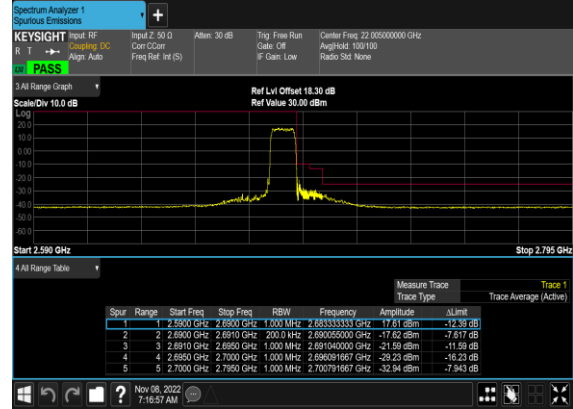 Spectrum Analyzer 1
Spurious Emissions
+
KEYSIGHT Input: RF Input Z: 50 Ω Atten: 30 dB Trig: Free Run Center Freq: 22.005000000 GHz
R T Coupling: DC Corr CCorr Gate: Off Avg|Hold: 100/100
Align: Auto Freq Ref: Int (S) IF Gain: Low Radio Std: None
PASS
3 All Range Graph Ref Lvl Offset 18.30 dB
Scale/Div 10.0 dB Ref Value 30.00 dBm
Log
20.0
10.0
0.00
-10.0
-20.0
-30.0
-40.0
-50.0
-60.0
Start 2.590 GHz Stop 2.795 GHz
4 All Range Table
Measure Trace Trace 1
Trace Type Trace Average (Active)
Spur Range Start Freq Stop Freq RBW Frequency Amplitude ΔLimit
1 1 2.5900 GHz 2.6900 GHz 1.000 MHz 2.683333333 GHz 17.61 dBm -12.39 dB
2 2 2.6900 GHz 2.6910 GHz 200.0 kHz 2.690055000 GHz -17.62 dBm -7.617 dB
3 3 2.6910 GHz 2.6950 GHz 1.000 MHz 2.691040000 GHz -21.59 dBm -11.59 dB
4 4 2.6950 GHz 2.7000 GHz 1.000 MHz 2.696091667 GHz -29.23 dBm -16.23 dB
5 5 2.7000 GHz 2.7950 GHz 1.000 MHz 2.700791667 GHz -32.94 dBm -7.943 dB
? Nov 08, 2022
7:16:57 AM